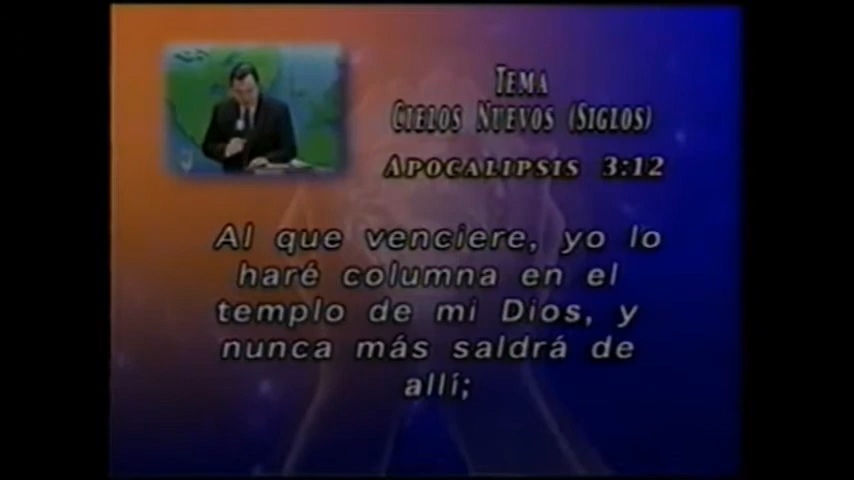 TEMA
CIELOS NUEVOS (SIGLOS)
APOCALIPSIS 3:12
Al que venciere, yo lo
haré columna en el
templo de mi Dios, y
nunca más saldrá de
allí;